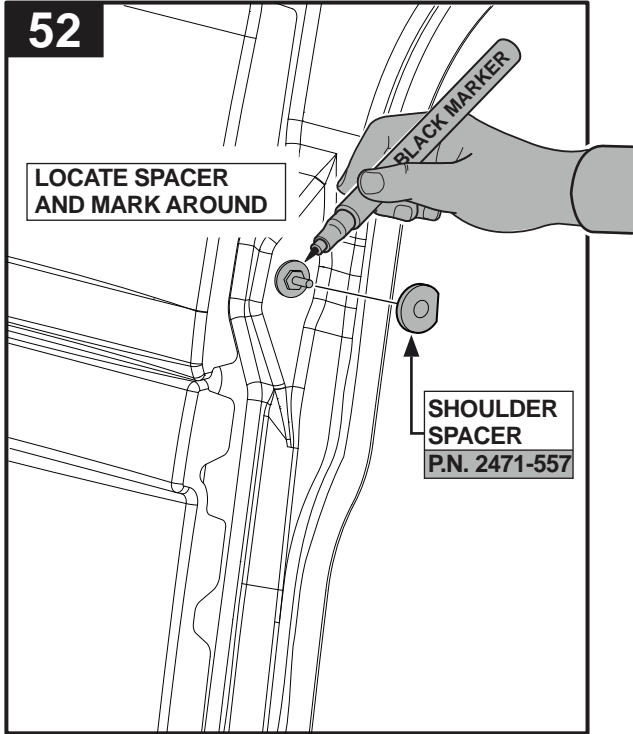 52
BLACK MARKER
LOCATE SPACER
AND MARK AROUND
SHOULDER
SPACER
P.N. 2471-557